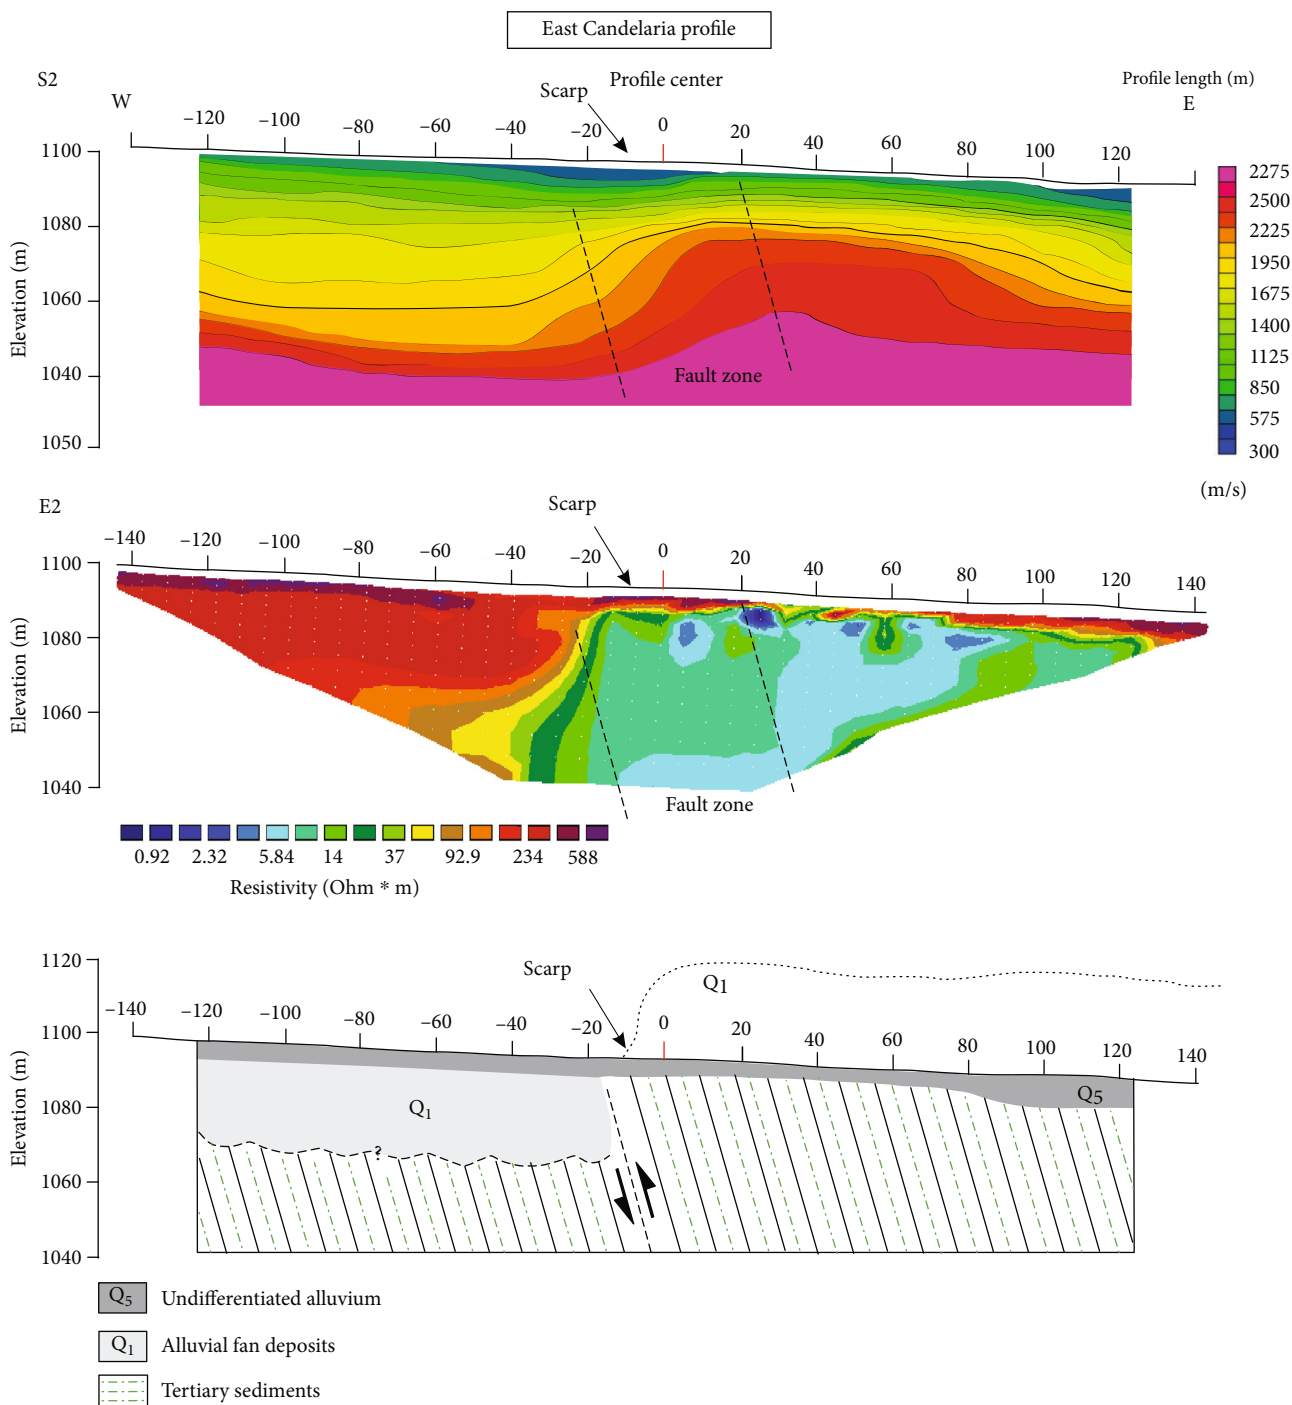 East Candelaria profile
S2
Profile center
Profile length (m)
Scarp
W
E
−120 −100 −80 −60 −40 −20 0 20 40 60 80 100 120
1100
1080
1060
1040
1050
Elevation (m)
Fault zone
2275
2500
2225
1950
1675
1400
1125
850
575
300
(m/s)
E2
Scarp
−140 −120 −100 −80 −60 −40 −20 0 20 40 60 80 100 120 140
1100
1080
1060
1040
Elevation (m)
Fault zone
0.92 2.32 5.84 14 37 92.9 234 588
Resistivity (Ohm * m)
Scarp
Q1
−140 −120 −100 −80 −60 −40 −20 0 20 40 60 80 100 120 140
1120
1100
1080
1060
1040
Elevation (m)
Q1
Q5
?
Q5 Undifferentiated alluvium
Q1 Alluvial fan deposits
Tertiary sediments